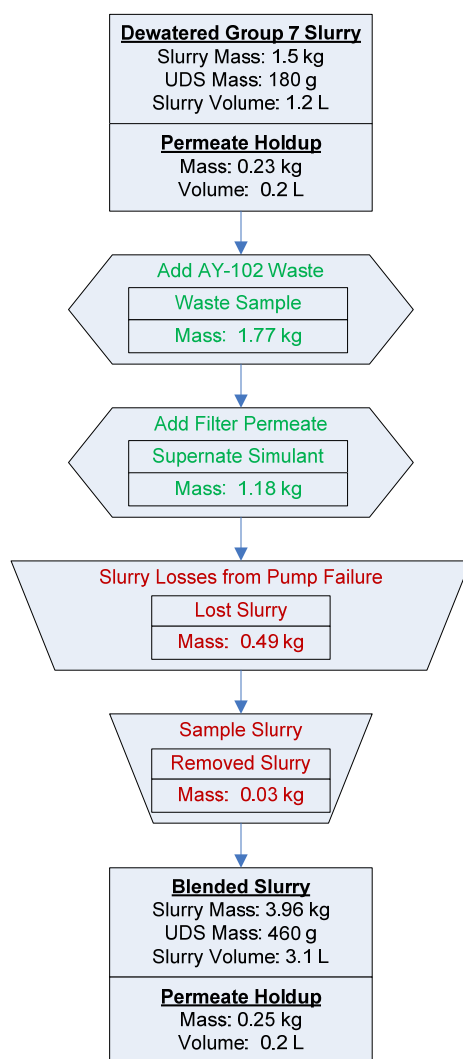 Dewatered Group 7 Slurry
Slurry Mass: 1.5 kg
UDS Mass: 180 g
Slurry Volume: 1.2 L
Permeate Holdup
Mass: 0.23 kg
Volume:  0.2 L
Add AY-102 Waste
Waste Sample
Mass:  1.77 kg
Add Filter Permeate
Supernate Simulant
Mass:  1.18 kg
Slurry Losses from Pump Failure
Lost Slurry
Mass:  0.49 kg
Sample Slurry
Removed Slurry
Mass:  0.03 kg
Blended Slurry
Slurry Mass: 3.96 kg
UDS Mass: 460 g
Slurry Volume: 3.1 L
Permeate Holdup
Mass: 0.25 kg
Volume:  0.2 L